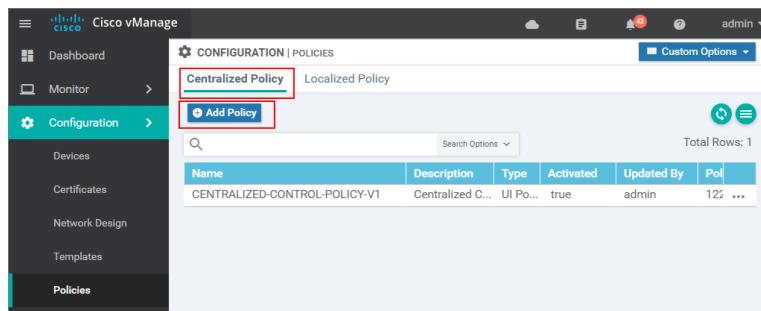 cisco Cisco vManage 43 admin
Dashboard
Monitor
Configuration
Devices
Certificates
Network Design
Templates
Policies
CONFIGURATION | POLICIES Custom Options
Centralized Policy Localized Policy
Add Policy
Search Options Total Rows: 1
Name Description Type Activated Updated By Pol
CENTRALIZED-CONTROL-POLICY-V1 Centralized C... UI Po... true admin 122 ...